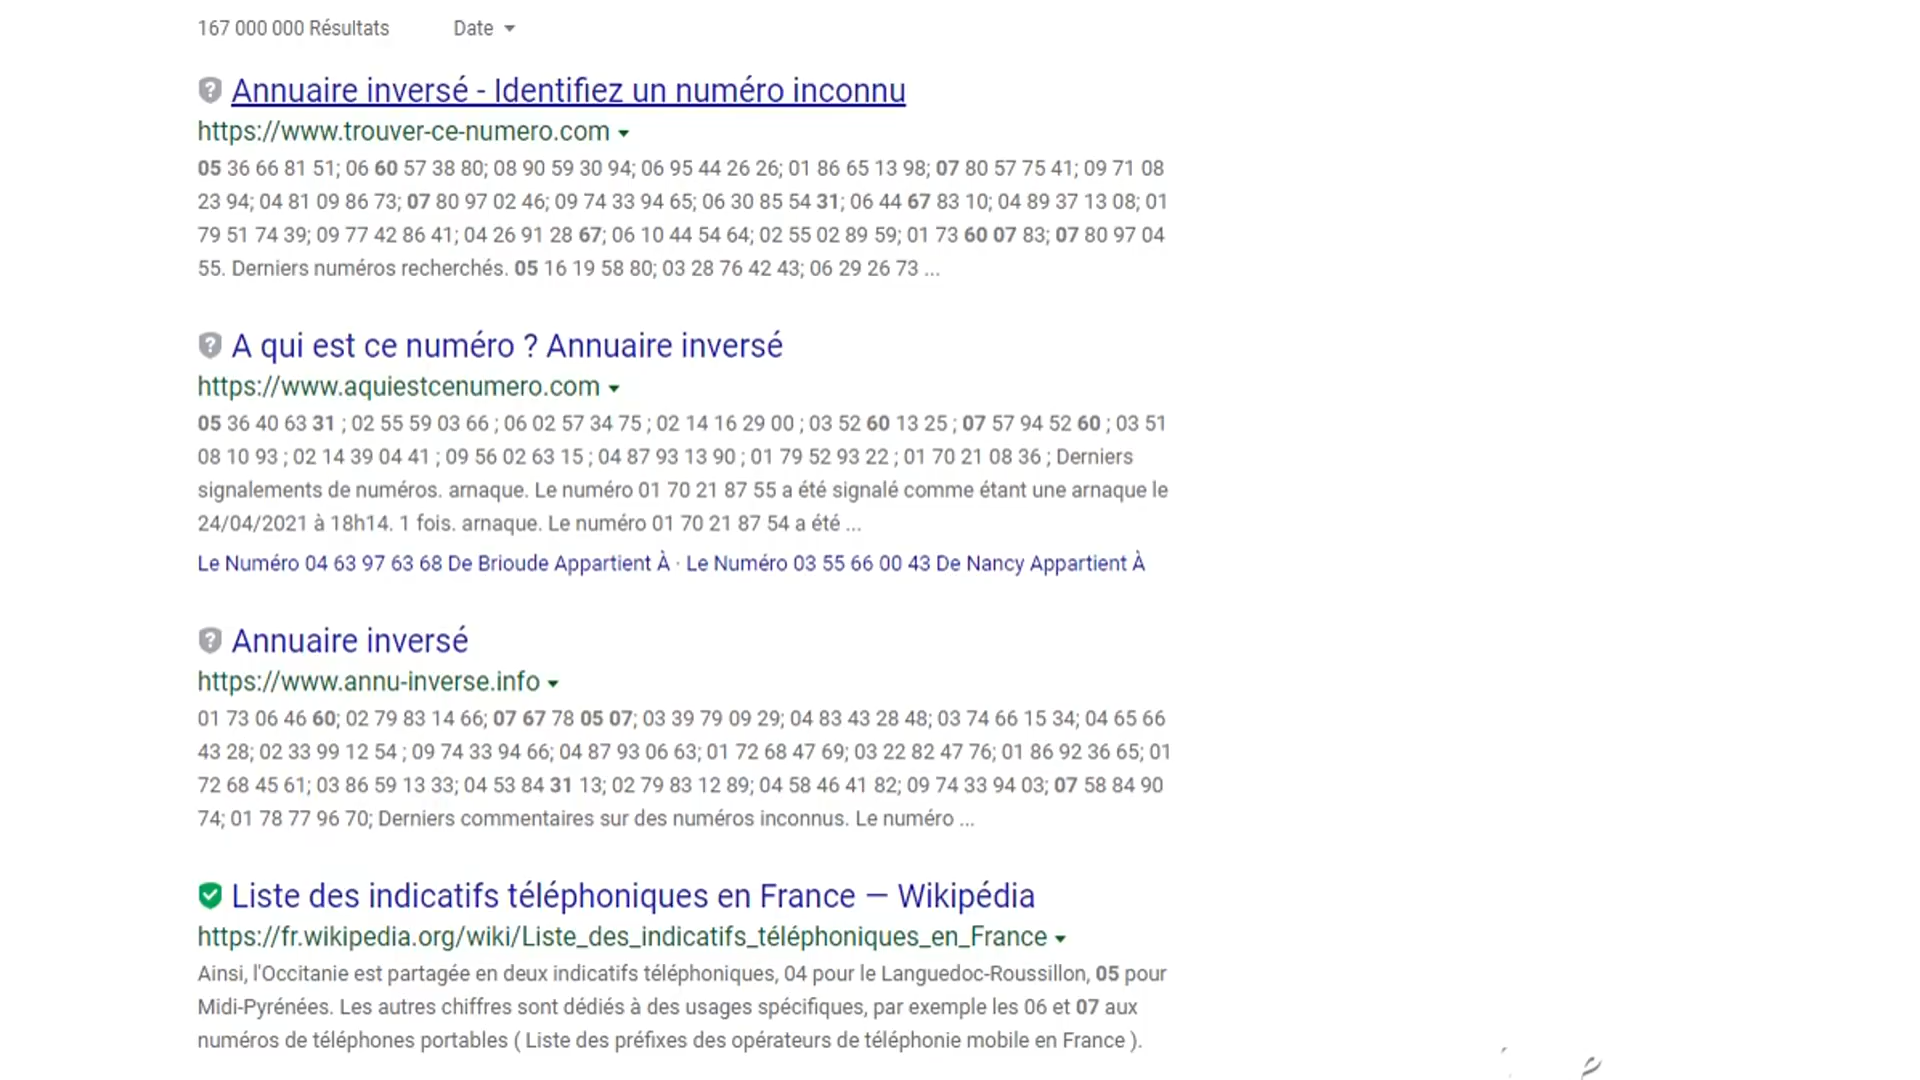 167 000 000 Résultats Date
Annuaire inversé - Identifiez un numéro inconnu
https://www.trouver-ce-numero.com
05 36 66 81 51; 06 60 57 38 80; 08 90 59 30 94; 06 95 44 26 26; 01 86 65 13 98; 07 80 57 75 41; 09 71 08
23 94; 04 81 09 86 73; 07 80 97 02 46; 09 74 33 94 65; 06 30 85 54 31; 06 44 67 83 10; 04 89 37 13 08; 01
79 51 74 39; 09 77 42 86 41; 04 26 91 28 67; 06 10 44 54 64; 02 55 02 89 59; 01 73 60 07 83; 07 80 97 04
55. Derniers numéros recherchés. 05 16 19 58 80; 03 28 76 42 43; 06 29 26 73 ...
A qui est ce numéro ? Annuaire inversé
https://www.aquiestcenumero.com
05 36 40 63 31 ; 02 55 59 03 66 ; 06 02 57 34 75 ; 02 14 16 29 00 ; 03 52 60 13 25 ; 07 57 94 52 60 ; 03 51
08 10 93 ; 02 14 39 04 41 ; 09 56 02 63 15 ; 04 87 93 13 90 ; 01 79 52 93 22 ; 01 70 21 08 36 ; Derniers
signalements de numéros. arnaque. Le numéro 01 70 21 87 55 a été signalé comme étant une arnaque le
24/04/2021 à 18h14. 1 fois. arnaque. Le numéro 01 70 21 87 54 a été ...
Le Numéro 04 63 97 63 68 De Brioude Appartient À · Le Numéro 03 55 66 00 43 De Nancy Appartient À
Annuaire inversé
https://www.annu-inverse.info
01 73 06 46 60; 02 79 83 14 66; 07 67 78 05 07; 03 39 79 09 29; 04 83 43 28 48; 03 74 66 15 34; 04 65 66
43 28; 02 33 99 12 54 ; 09 74 33 94 66; 04 87 93 06 63; 01 72 68 47 69; 03 22 82 47 76; 01 86 92 36 65; 01
72 68 45 61; 03 86 59 13 33; 04 53 84 31 13; 02 79 83 12 89; 04 58 46 41 82; 09 74 33 94 03; 07 58 84 90
74; 01 78 77 96 70; Derniers commentaires sur des numéros inconnus. Le numéro ...
Liste des indicatifs téléphoniques en France — Wikipédia
https://fr.wikipedia.org/wiki/Liste_des_indicatifs_téléphoniques_en_France
Ainsi, l'Occitanie est partagée en deux indicatifs téléphoniques, 04 pour le Languedoc-Roussillon, 05 pour
Midi-Pyrénées. Les autres chiffres sont dédiés à des usages spécifiques, par exemple les 06 et 07 aux
numéros de téléphones portables ( Liste des préfixes des opérateurs de téléphonie mobile en France ).